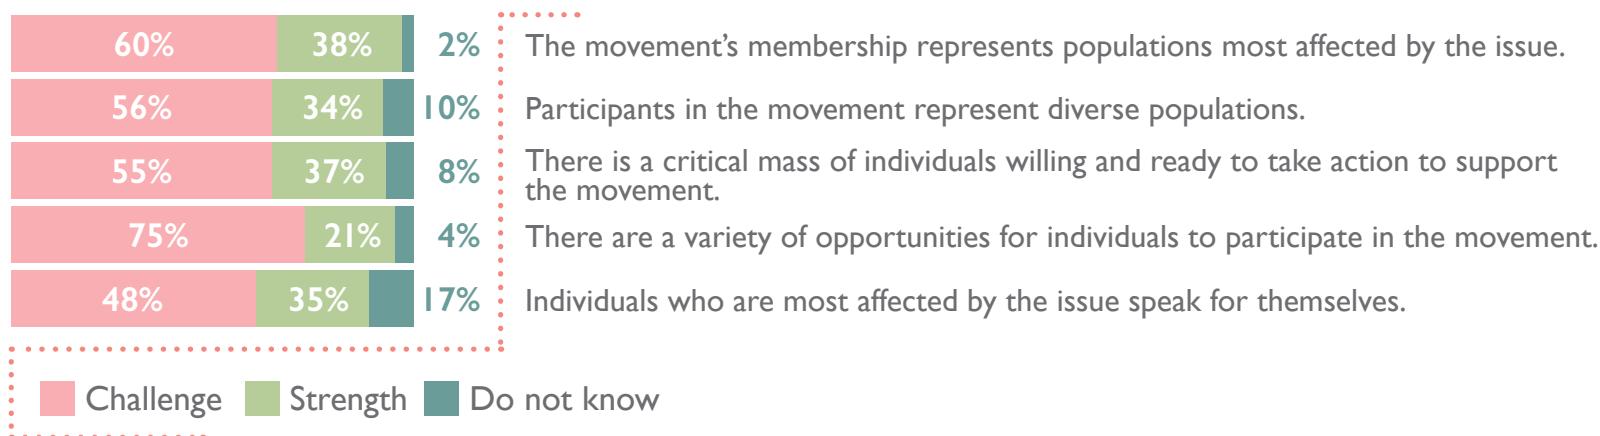 60% 38% 2% The movement’s membership represents populations most affected by the issue.
56% 34% 10% Participants in the movement represent diverse populations.
55% 37% 8% There is a critical mass of individuals willing and ready to take action to support
the movement.
75% 21% 4% There are a variety of opportunities for individuals to participate in the movement.
48% 35% 17% Individuals who are most affected by the issue speak for themselves.
Challenge Strength Do not know